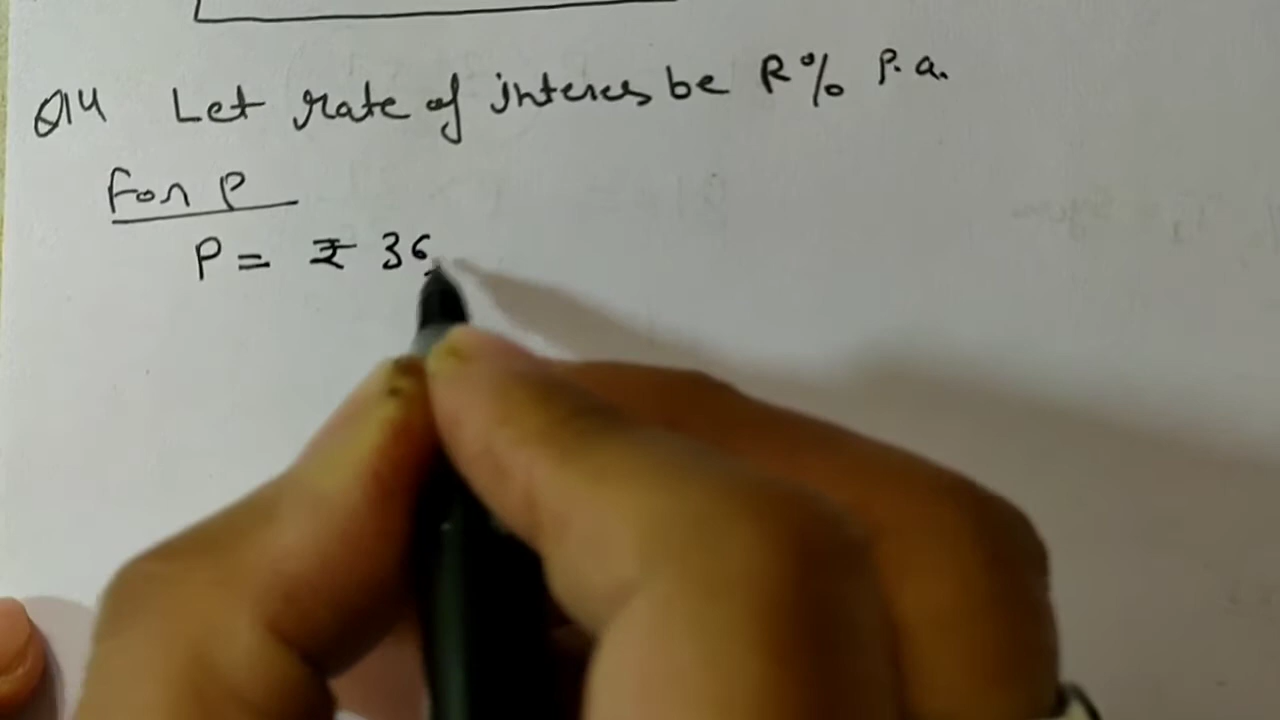 Q14 Let rate of interes be R% P.a.
For P
P = ₹ 36